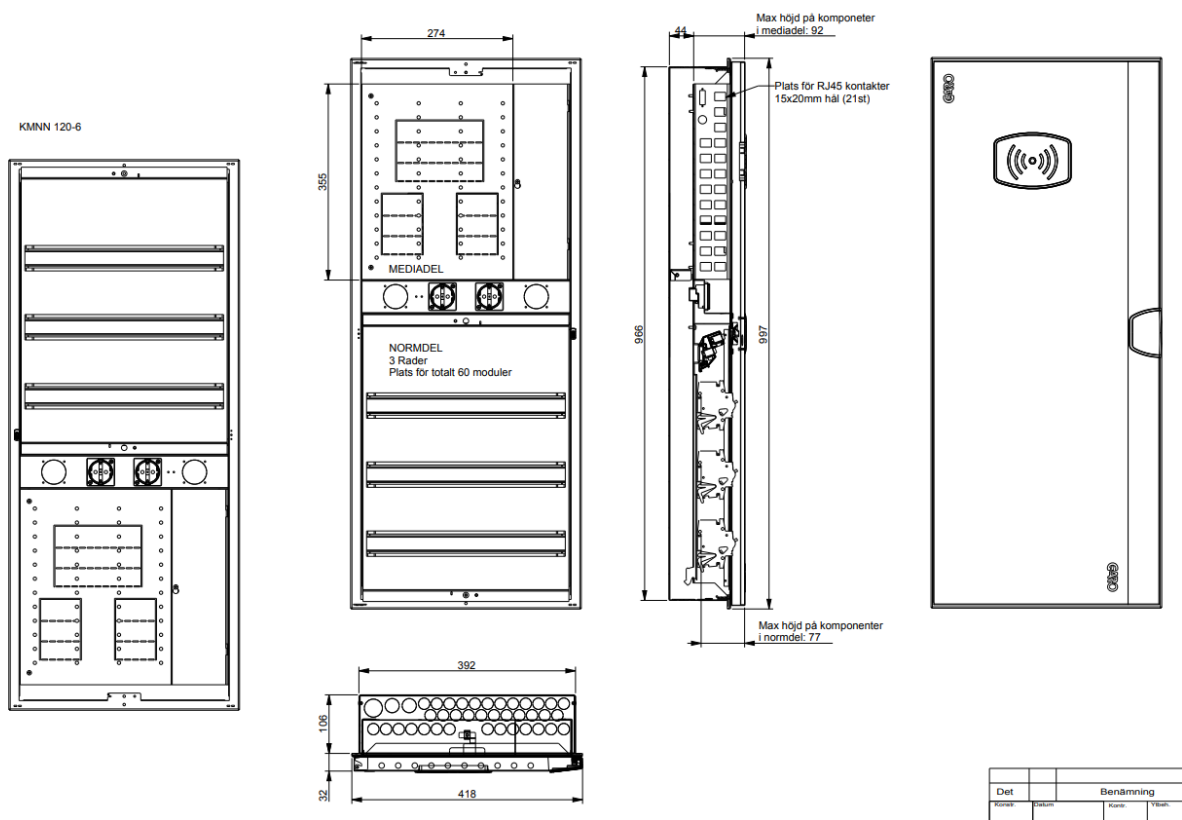 KMNN 120-6
274
355
MEDIADEL
NORMDEL
3 Rader
Plats för totalt 60 moduler
44
Max höjd på komponeter
i mediadel: 92
Plats för RJ45 kontakter
15x20mm hål (21st)
966
997
Max höjd på komponenter
i normdel: 77
GARO
GARO
392
106
32
418
Det
Benämning
Konstr.
Datum
Kontr.